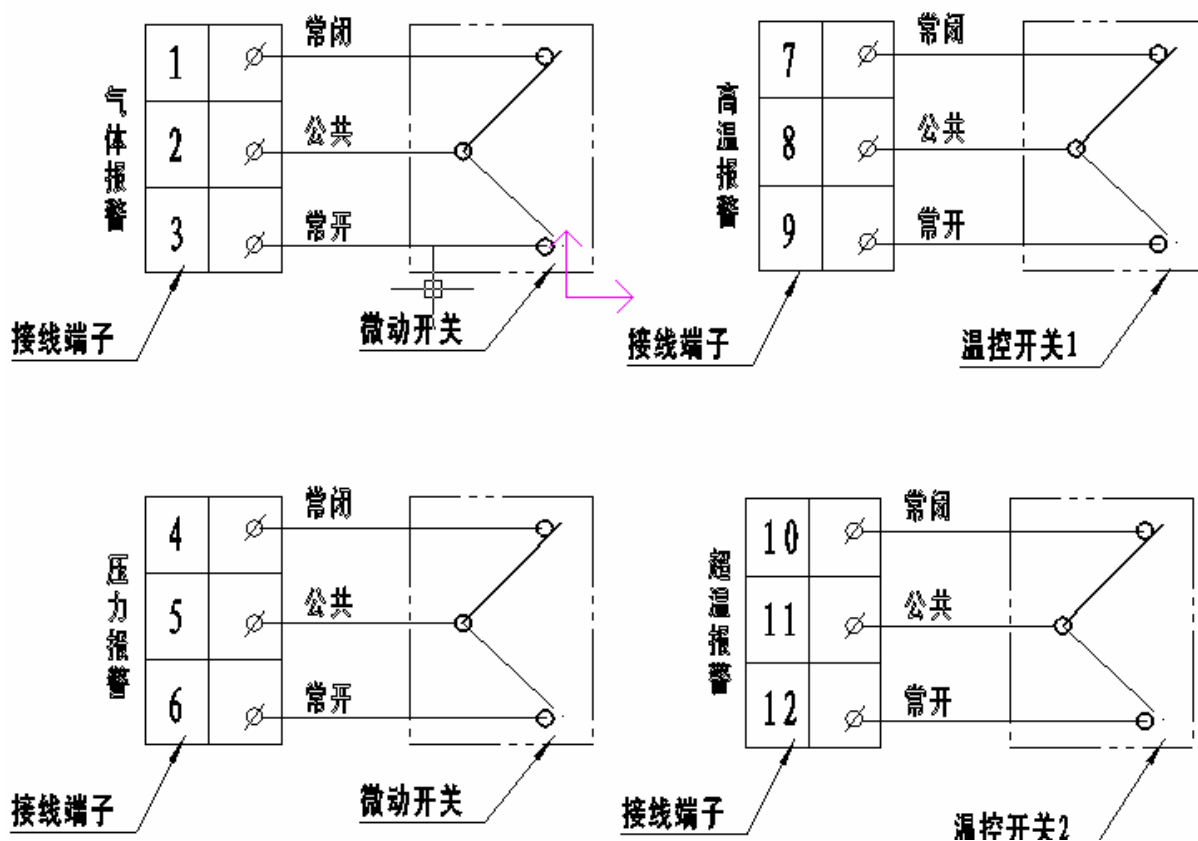 气体报警
1 常闭
2 公共
3 常开
接线端子
微动开关
高温报警
7 常闭
8 公共
9 常开
接线端子
温控开关1
压力报警
4 常闭
5 公共
6 常开
接线端子
微动开关
超温报警
10 常闭
11 公共
12 常开
接线端子
温控开关2